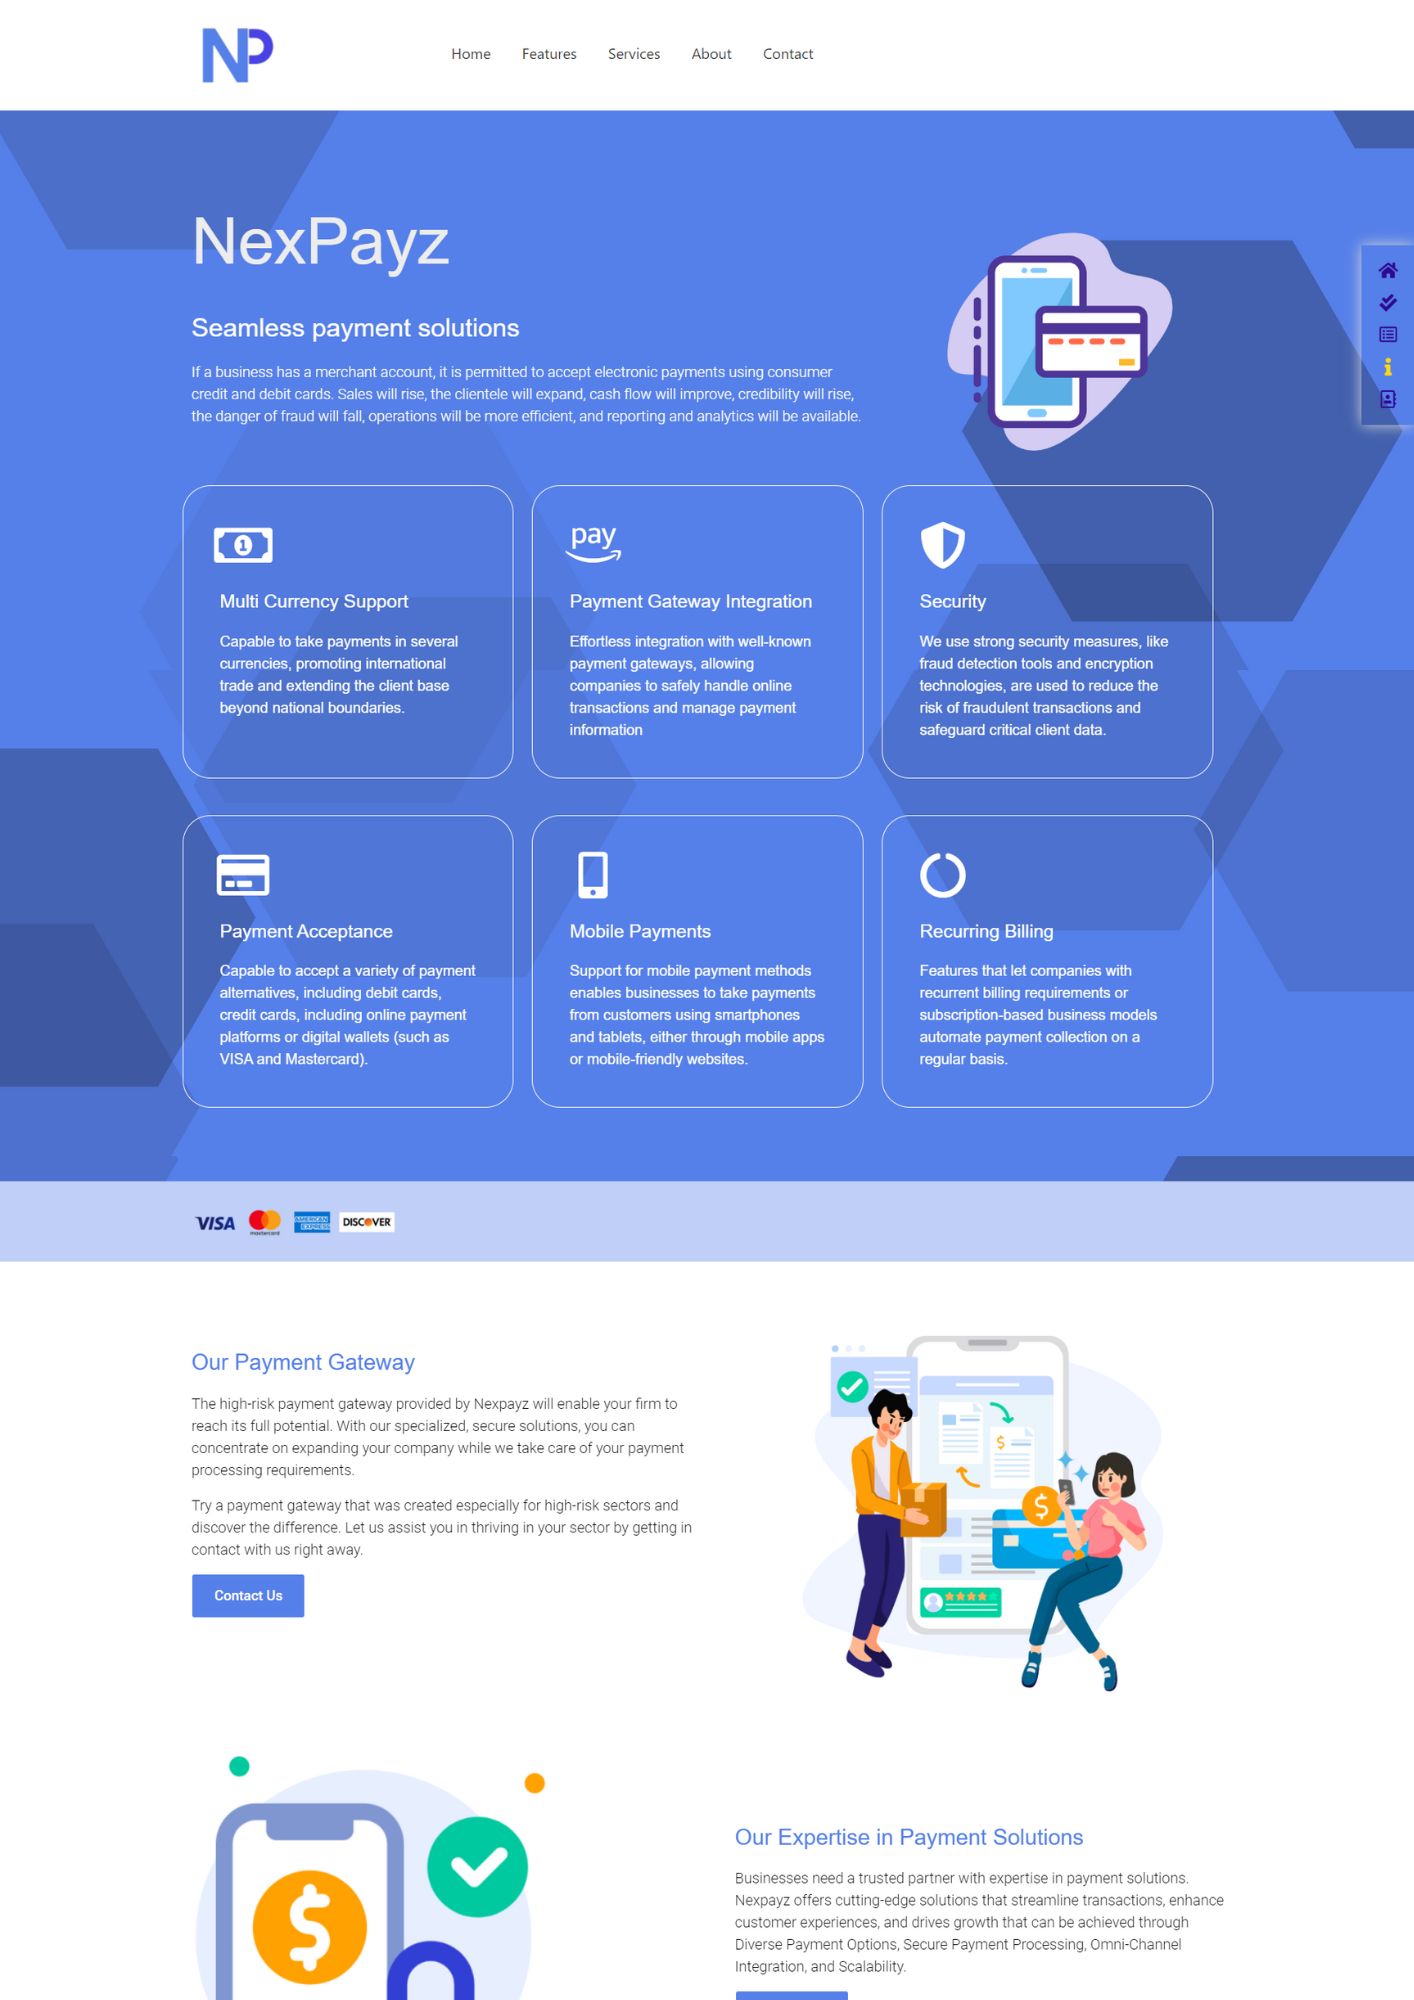 NP
Home Features Services About Contact
NexPayz
Seamless payment solutions
If a business has a merchant account, it is permitted to accept electronic payments using consumer
credit and debit cards. Sales will rise, the clientele will expand, cash flow will improve, credibility will rise,
the danger of fraud will fall, operations will be more efficient, and reporting and analytics will be available.
1
Multi Currency Support
Capable to take payments in several
currencies, promoting international
trade and extending the client base
beyond national boundaries.
pay
Payment Gateway Integration
Effortless integration with well-known
payment gateways, allowing
companies to safely handle online
transactions and manage payment
information
Security
We use strong security measures, like
fraud detection tools and encryption
technologies, are used to reduce the
risk of fraudulent transactions and
safeguard critical client data.
Payment Acceptance
Capable to accept a variety of payment
alternatives, including debit cards,
credit cards, including online payment
platforms or digital wallets (such as
VISA and Mastercard).
Mobile Payments
Support for mobile payment methods
enables businesses to take payments
from customers using smartphones
and tablets, either through mobile apps
or mobile-friendly websites.
Recurring Billing
Features that let companies with
recurrent billing requirements or
subscription-based business models
automate payment collection on a
regular basis.
VISA mastercard AMERICAN EXPRESS DISCOVER
Our Payment Gateway
The high-risk payment gateway provided by Nexpayz will enable your firm to
reach its full potential. With our specialized, secure solutions, you can
concentrate on expanding your company while we take care of your payment
processing requirements.
Try a payment gateway that was created especially for high-risk sectors and
discover the difference. Let us assist you in thriving in your sector by getting in
contact with us right away.
Contact Us
$
$
$
Our Expertise in Payment Solutions
Businesses need a trusted partner with expertise in payment solutions.
Nexpayz offers cutting-edge solutions that streamline transactions, enhance
customer experiences, and drives growth that can be achieved through
Diverse Payment Options, Secure Payment Processing, Omni-Channel
Integration, and Scalability.